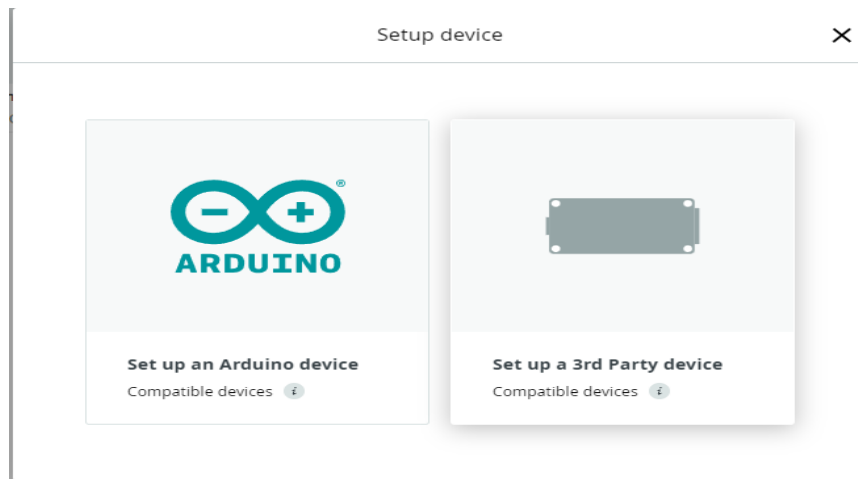 Setup device
ARDUINO
Set up an Arduino device
Compatible devices i
Set up a 3rd Party device
Compatible devices i